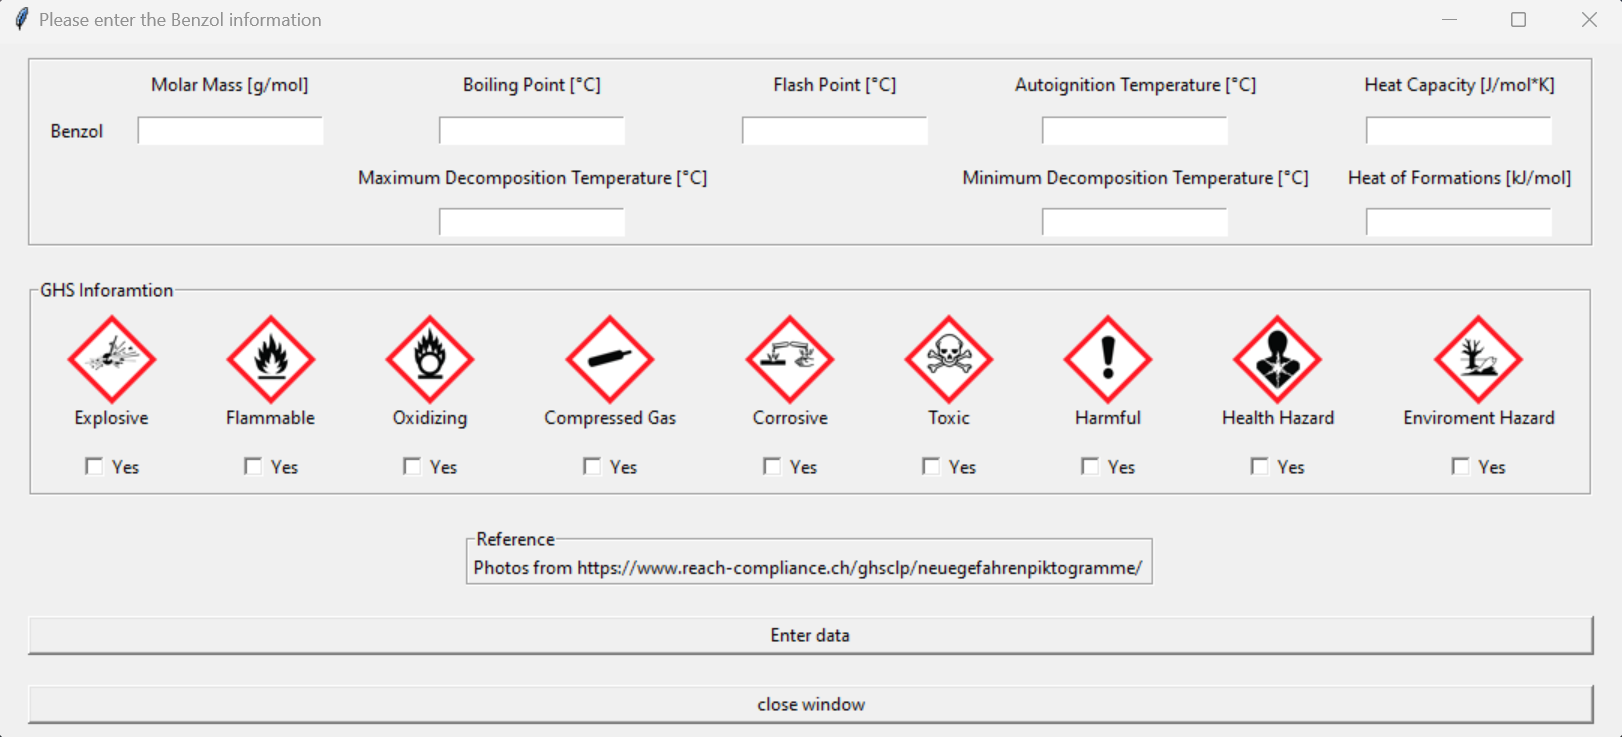 Please enter the Benzol information
Molar Mass [g/mol] Boiling Point [°C] Flash Point [°C] Autoignition Temperature [°C] Heat Capacity [J/mol*K]
Benzol
Maximum Decomposition Temperature [°C] Minimum Decomposition Temperature [°C] Heat of Formations [kJ/mol]
GHS Inforamtion
Explosive Flammable Oxidizing Compressed Gas Corrosive Toxic Harmful Health Hazard Enviroment Hazard
Yes Yes Yes Yes Yes Yes Yes Yes Yes
Reference
Photos from https://www.reach-compliance.ch/ghsclp/neuegefahrenpiktogramme/
Enter data
close window